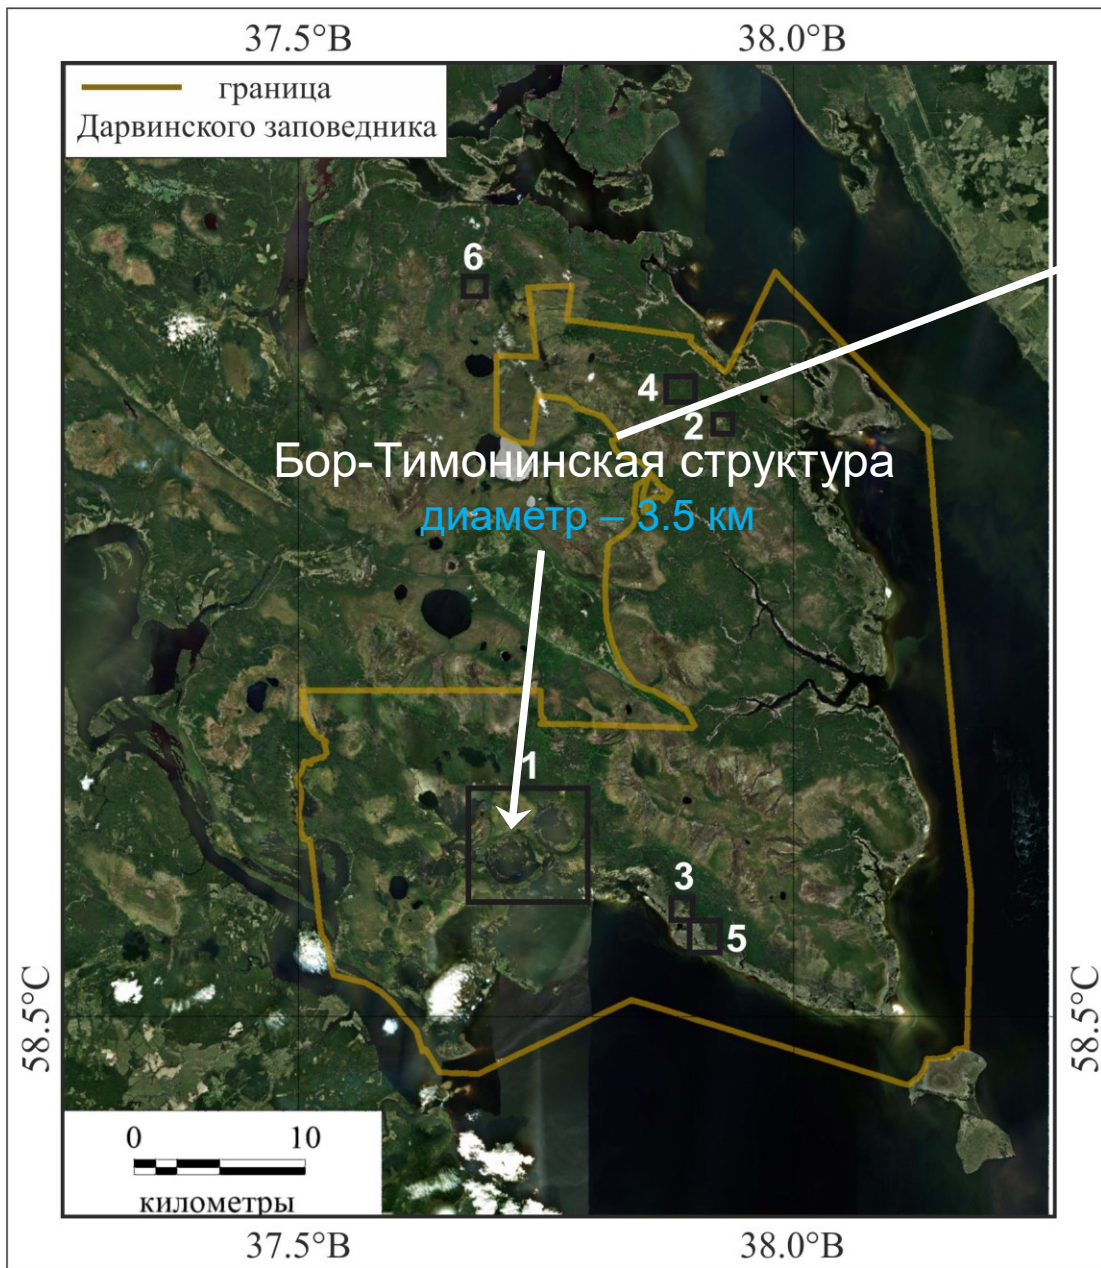 37.5°В 38.0°В
граница
Дарвинского заповедника
6
4
2
Бор-Тимонинская структура
диаметр – 3.5 км
1
3
5
58.5°С 58.5°С
0 10
километры
37.5°В 38.0°В